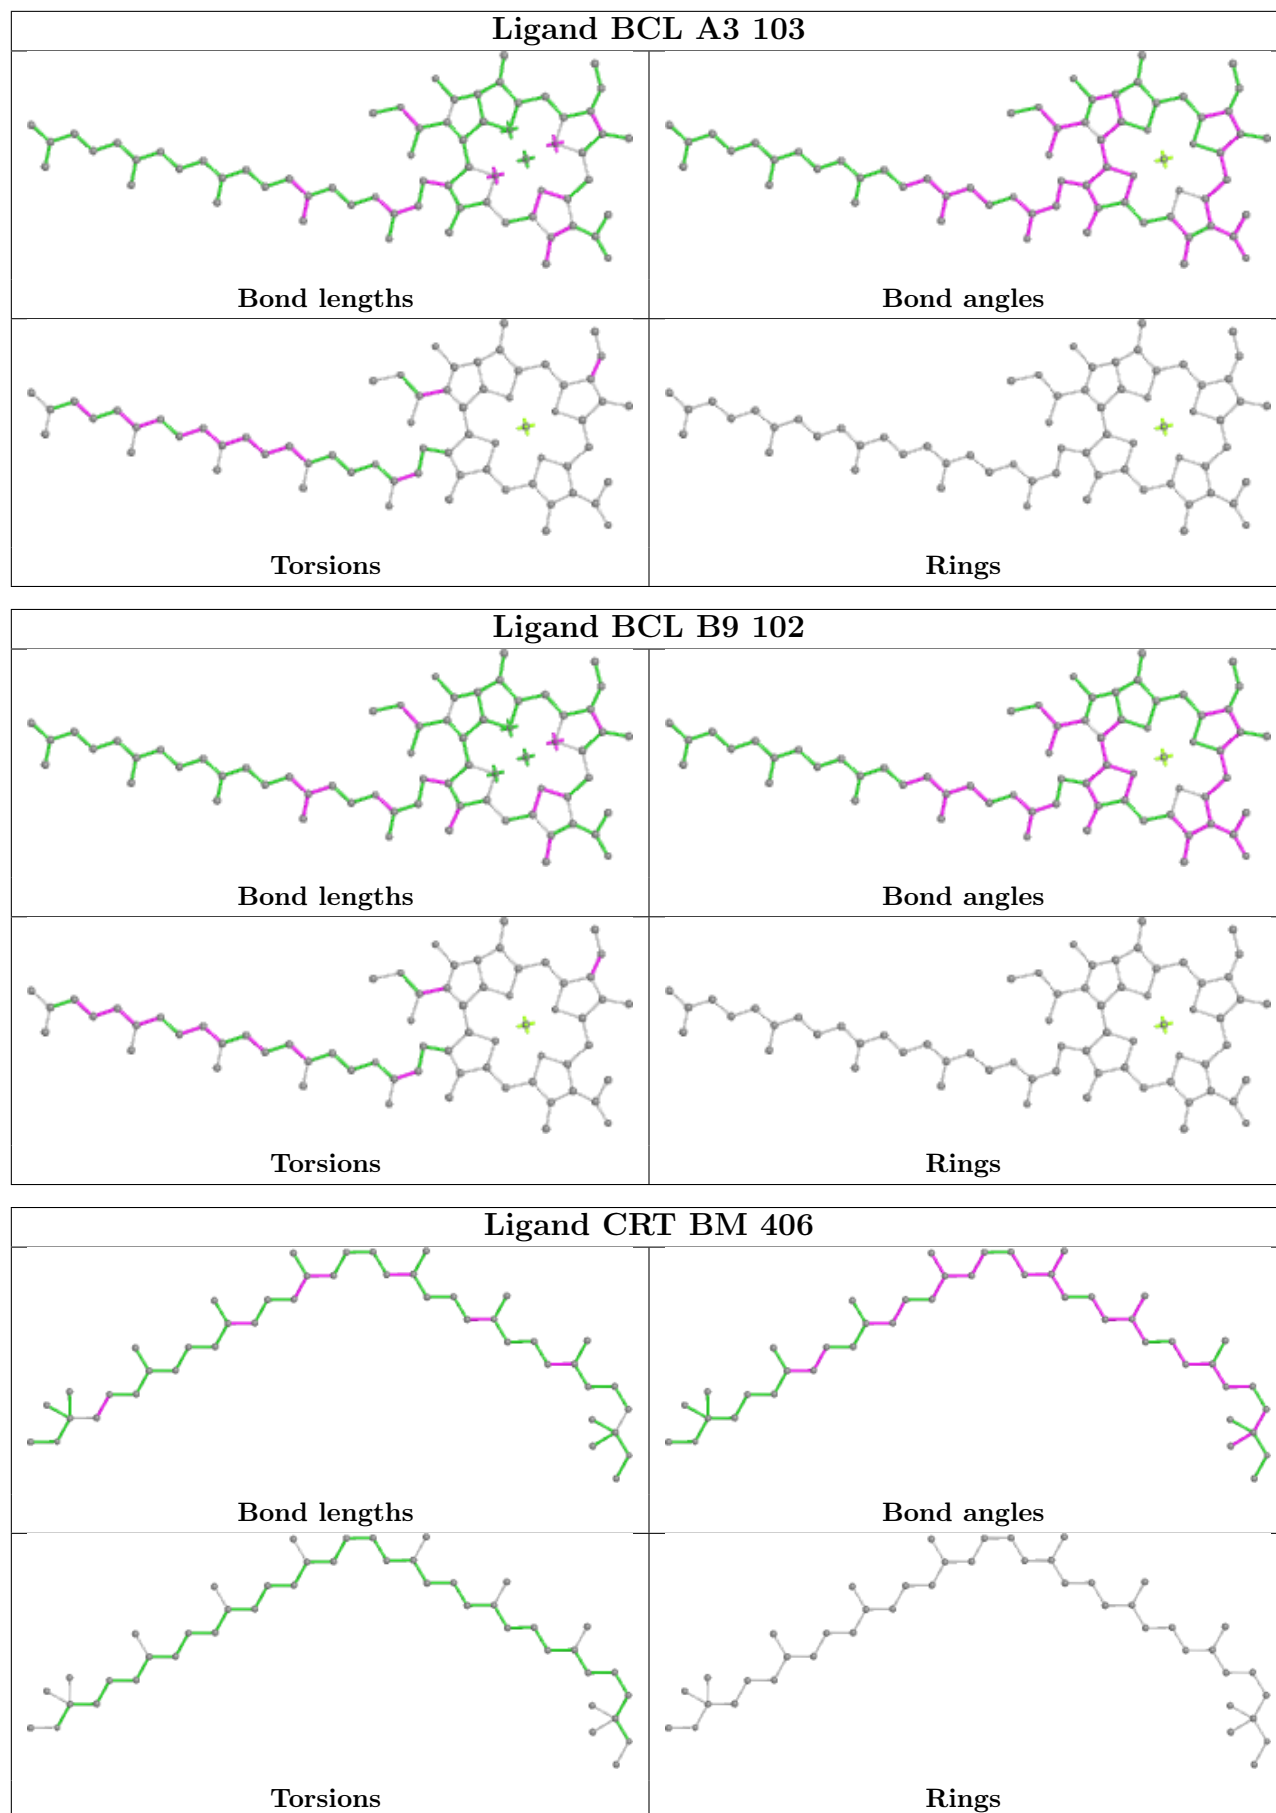 Ligand BCL A3 103
Bond lengths
Bond angles
Torsions
Rings
Ligand BCL B9 102
Bond lengths
Bond angles
Torsions
Rings
Ligand CRT BM 406
Bond lengths
Bond angles
Torsions
Rings